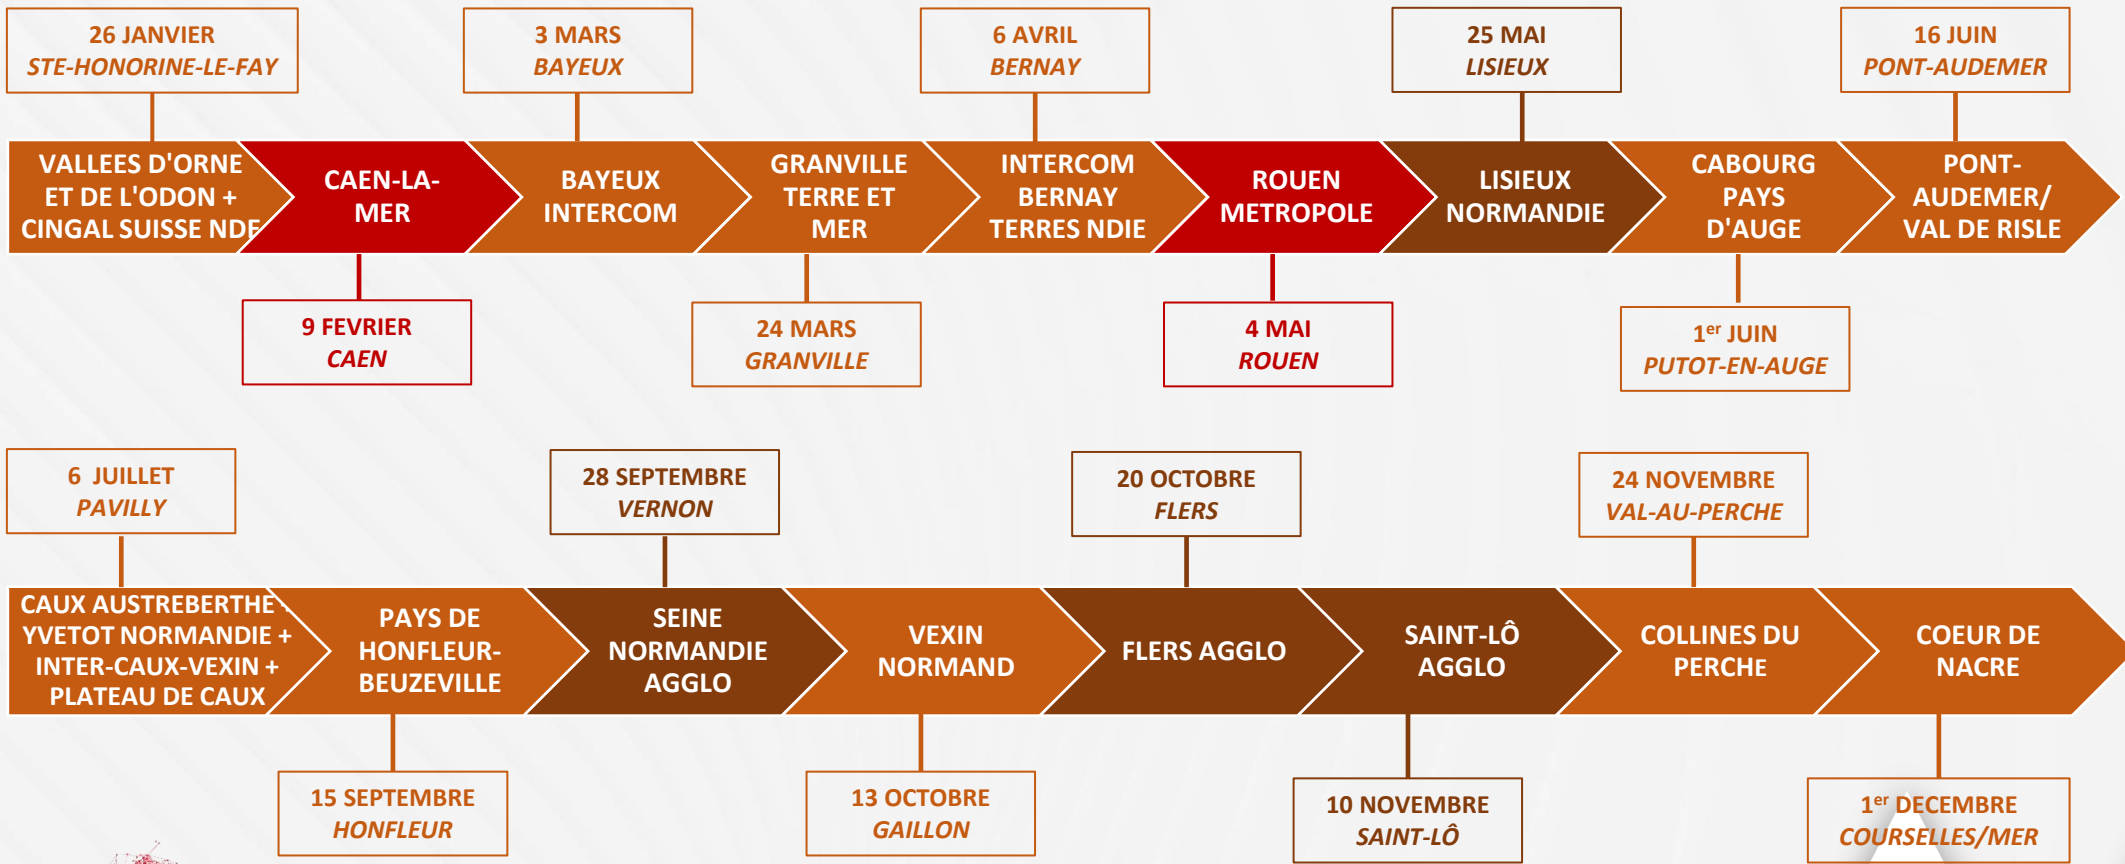 26 JANVIER
STE-HONORINE-LE-FAY
3 MARS
BAYEUX
6 AVRIL
BERNAY
25 MAI
LISIEUX
16 JUIN
PONT-AUDEMER
VALLEES D'ORNE
ET DE L'ODON +
CINGAL SUISSE NDE
CAEN-LA-
MER
BAYEUX
INTERCOM
GRANVILLE
TERRE ET
MER
INTERCOM
BERNAY
TERRES NDIE
ROUEN
METROPOLE
LISIEUX
NORMANDIE
CABOURG
PAYS
D'AUGE
PONT-
AUDEMER/
VAL DE RISLE
9 FEVRIER
CAEN
24 MARS
GRANVILLE
4 MAI
ROUEN
1er JUIN
PUTOT-EN-AUGE
6 JUILLET
PAVILLY
28 SEPTEMBRE
VERNON
20 OCTOBRE
FLERS
24 NOVEMBRE
VAL-AU-PERCHE
CAUX AUSTREBERTHE +
YVETOT NORMANDIE +
INTER-CAUX-VEXIN +
PLATEAU DE CAUX
PAYS DE
HONFLEUR-
BEUZEVILLE
SEINE
NORMANDIE
AGGLO
VEXIN
NORMAND
FLERS AGGLO
SAINT-LÔ
AGGLO
COLLINES DU
PERCHE
COEUR DE
NACRE
15 SEPTEMBRE
HONFLEUR
13 OCTOBRE
GAILLON
10 NOVEMBRE
SAINT-LÔ
1er DECEMBRE
COURSELLES/MER